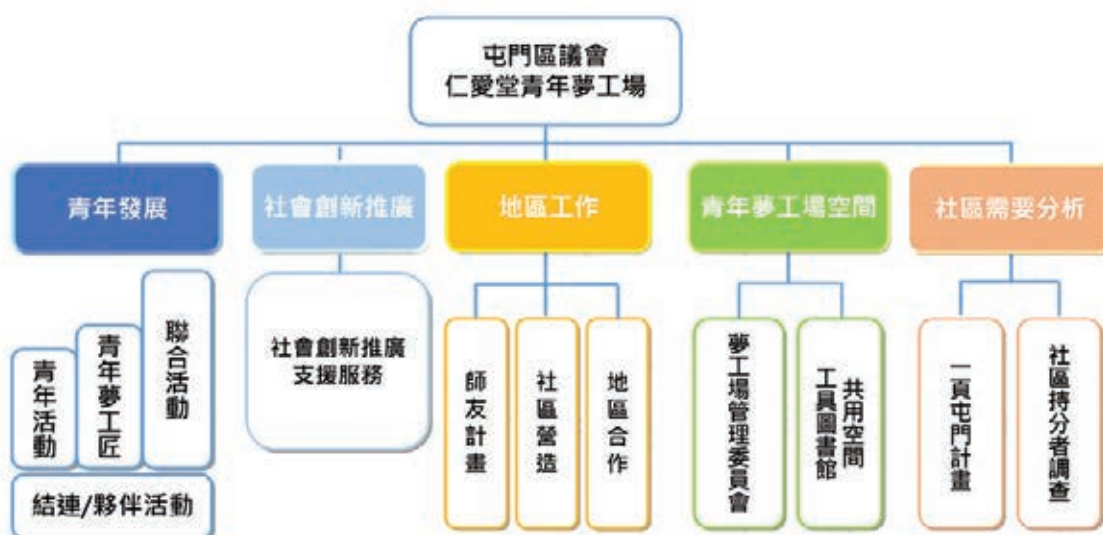 屯門區議會
仁愛堂青年夢工場
青年發展
社會創新推廣
地區工作
青年夢工場空間
社區需要分析
青年活動
青年夢工匠
聯合活動
結連/夥伴活動
社會創新推廣
支援服務
師友計畫
社區營造
地區合作
夢工場管理委員會
共用空間
工具圖書館
一頁屯門計畫
社區持分者調查